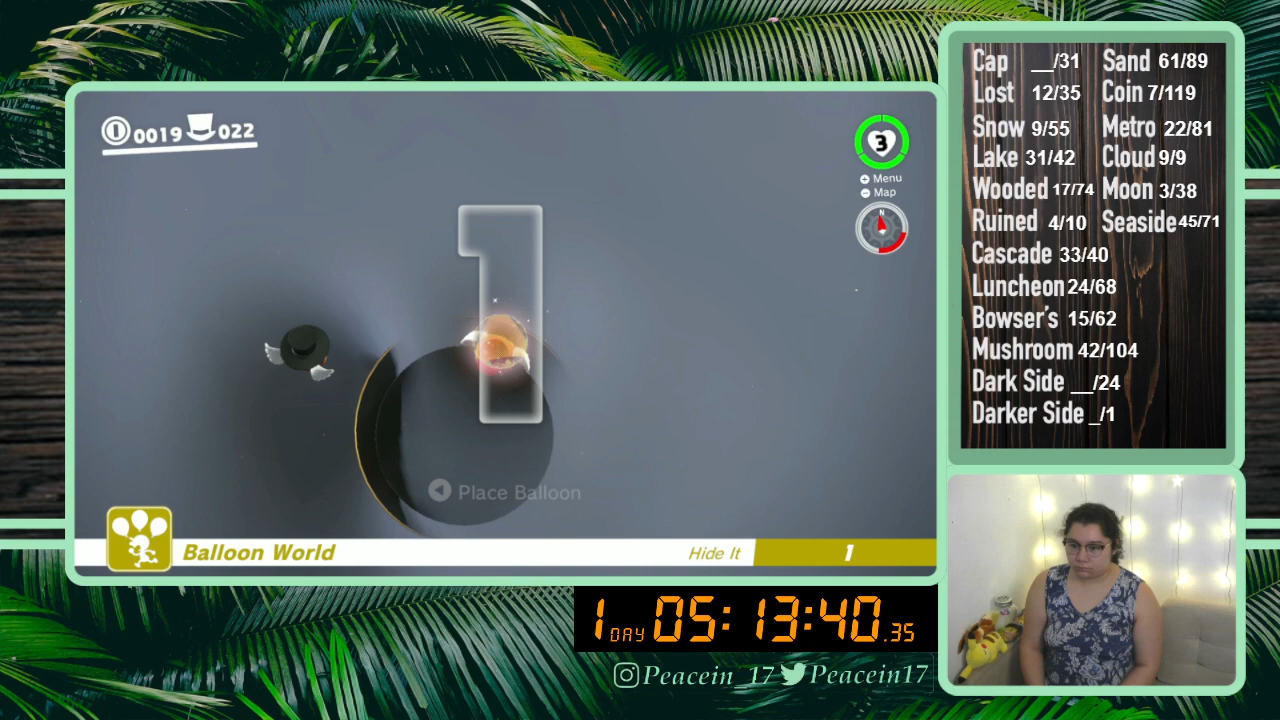 0019 022
3
Menu
Map
N
1
Place Balloon
Balloon World
Hide It
1
Cap __/31
Sand 61/89
Lost 12/35
Coin 7/119
Snow 9/55
Metro 22/81
Lake 31/42
Cloud 9/9
Wooded 17/74
Moon 3/38
Ruined 4/10
Seaside 45/71
Cascade 33/40
Luncheon 24/68
Bowser's 15/62
Mushroom 42/104
Dark Side __/24
Darker Side _/1
1 DAY 05:13:40.35
Peacein_17 Peacein17